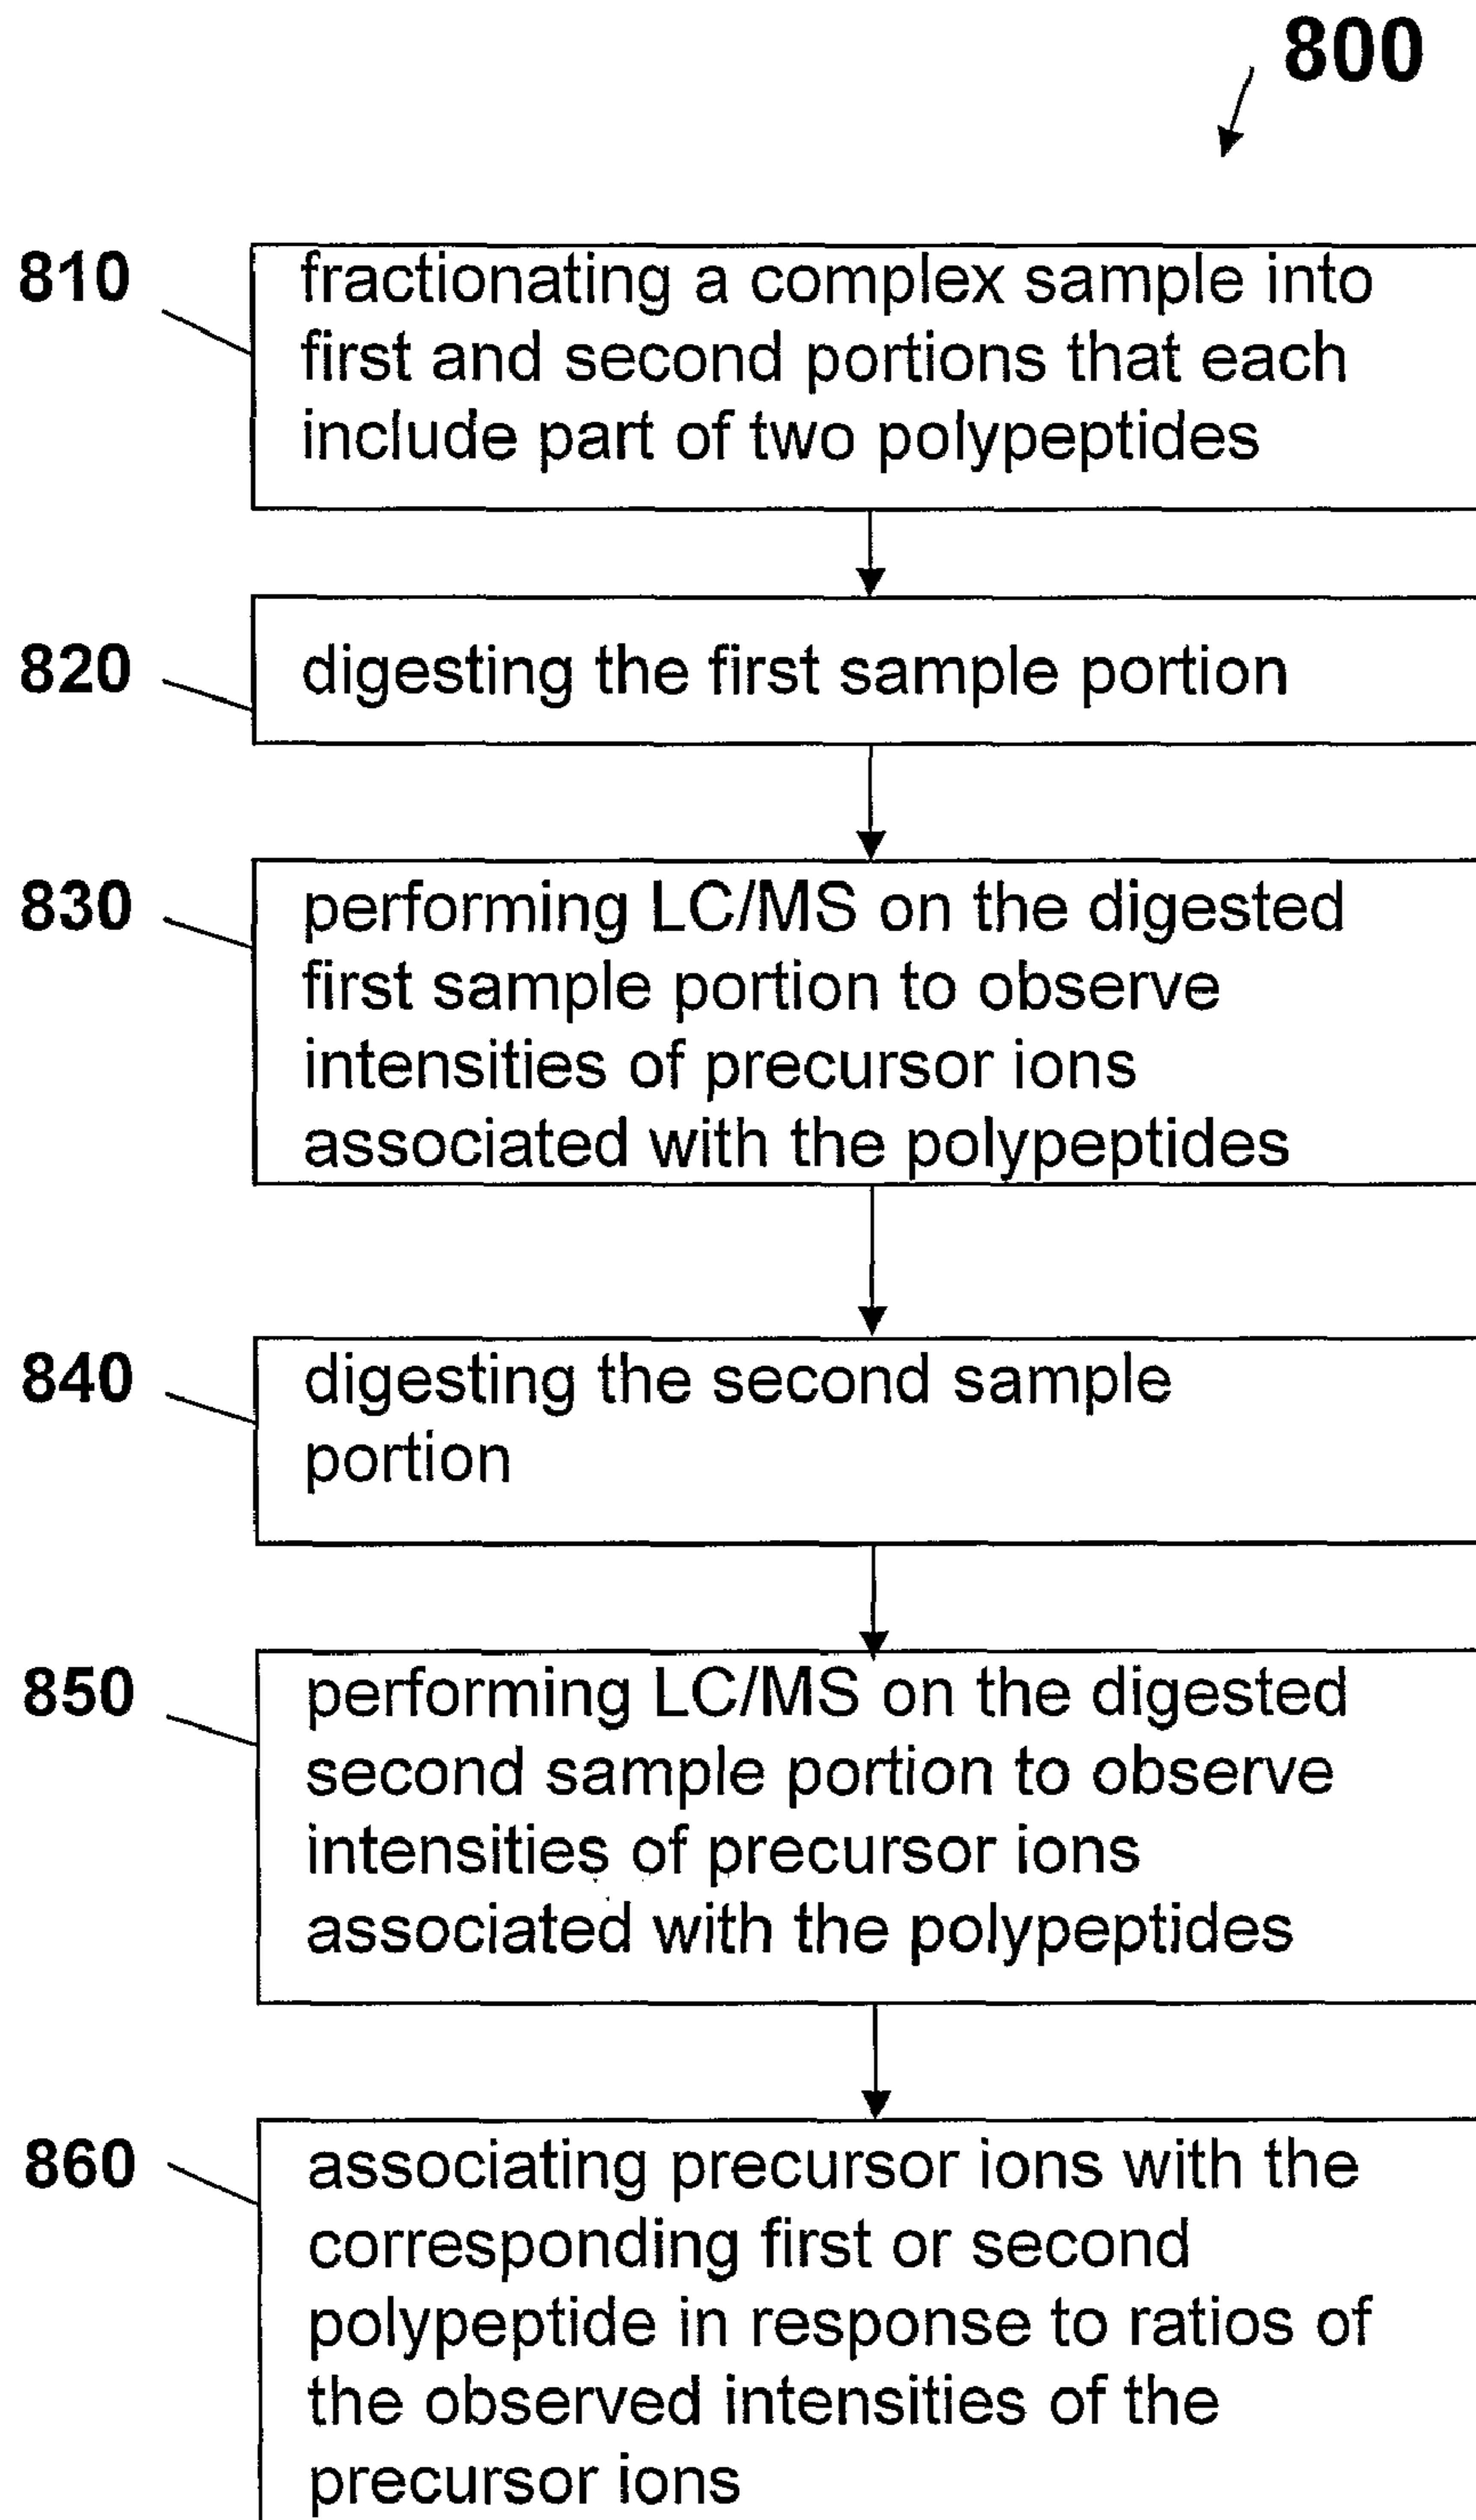 800
810
fractionating a complex sample into
first and second portions that each
include part of two polypeptides
820
digesting the first sample portion
830
performing LC/MS on the digested
first sample portion to observe
intensities of precursor ions
associated with the polypeptides
840
digesting the second sample
portion
850
performing LC/MS on the digested
second sample portion to observe
intensities of precursor ions
associated with the polypeptides
860
associating precursor ions with the
corresponding first or second
polypeptide in response to ratios of
the observed intensities of the
precursor ions